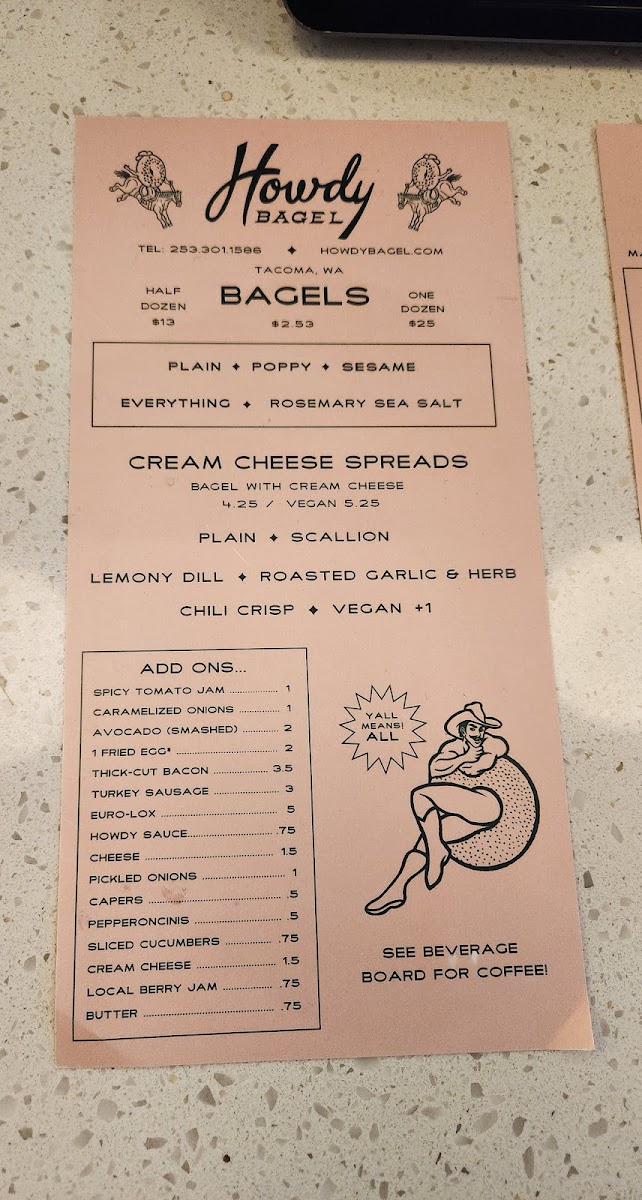 Howdy
BAGEL
TEL: 253.301.1586 ✦ HOWDYBAGEL.COM
TACOMA, WA
HALF
DOZEN
$13
BAGELS
$2.53
ONE
DOZEN
$25
PLAIN ✦ POPPY ✦ SESAME
EVERYTHING ✦ ROSEMARY SEA SALT
CREAM CHEESE SPREADS
BAGEL WITH CREAM CHEESE
4.25 / VEGAN 5.25
PLAIN ✦ SCALLION
LEMONY DILL ✦ ROASTED GARLIC & HERB
CHILI CRISP ✦ VEGAN +1
ADD ONS...
SPICY TOMATO JAM ............ 1
CARAMELIZED ONIONS .......... 1
AVOCADO (SMASHED) ......... 2
1 FRIED EGG* ......................... 2
THICK-CUT BACON ............. 3.5
TURKEY SAUSAGE ................ 3
EURO-LOX .............................. 5
HOWDY SAUCE..................... .75
CHEESE ................................ 1.5
PICKLED ONIONS .................... 1
CAPERS .................................. .5
PEPPERONCINIS .................... .5
SLICED CUCUMBERS .......... .75
CREAM CHEESE ................... 1.5
LOCAL BERRY JAM ............ .75
BUTTER ................................ .75
YALL
MEANS!
ALL
SEE BEVERAGE
BOARD FOR COFFEE!
MA